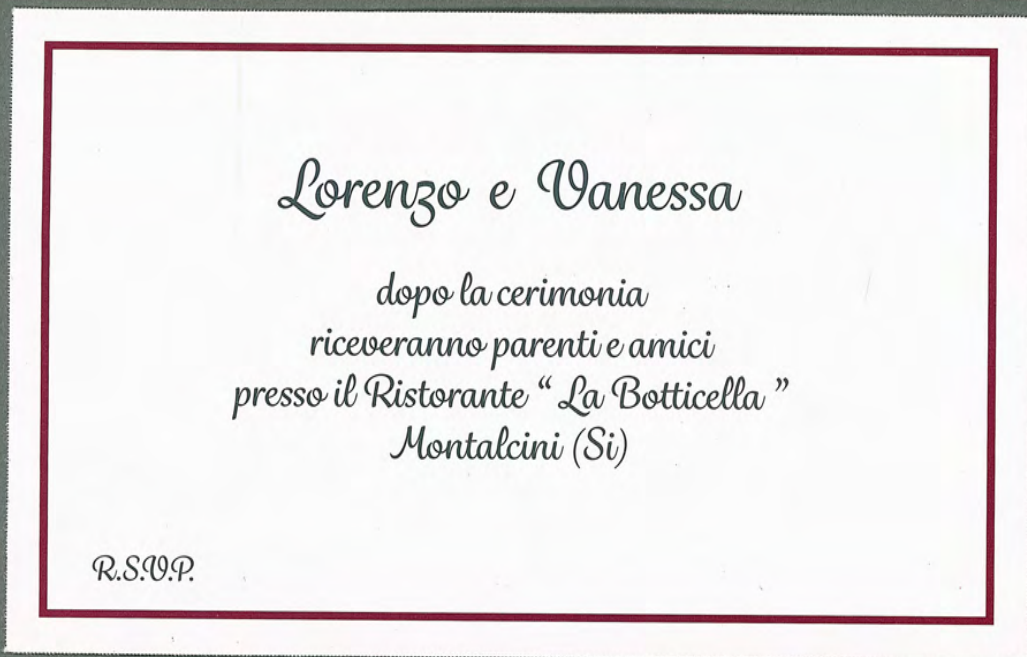 Lorenzo e Vanessa
dopo la cerimonia
riceveranno parenti e amici
presso il Ristorante “ La Botticella ”
Montalcini (Si)
R.S.V.P.